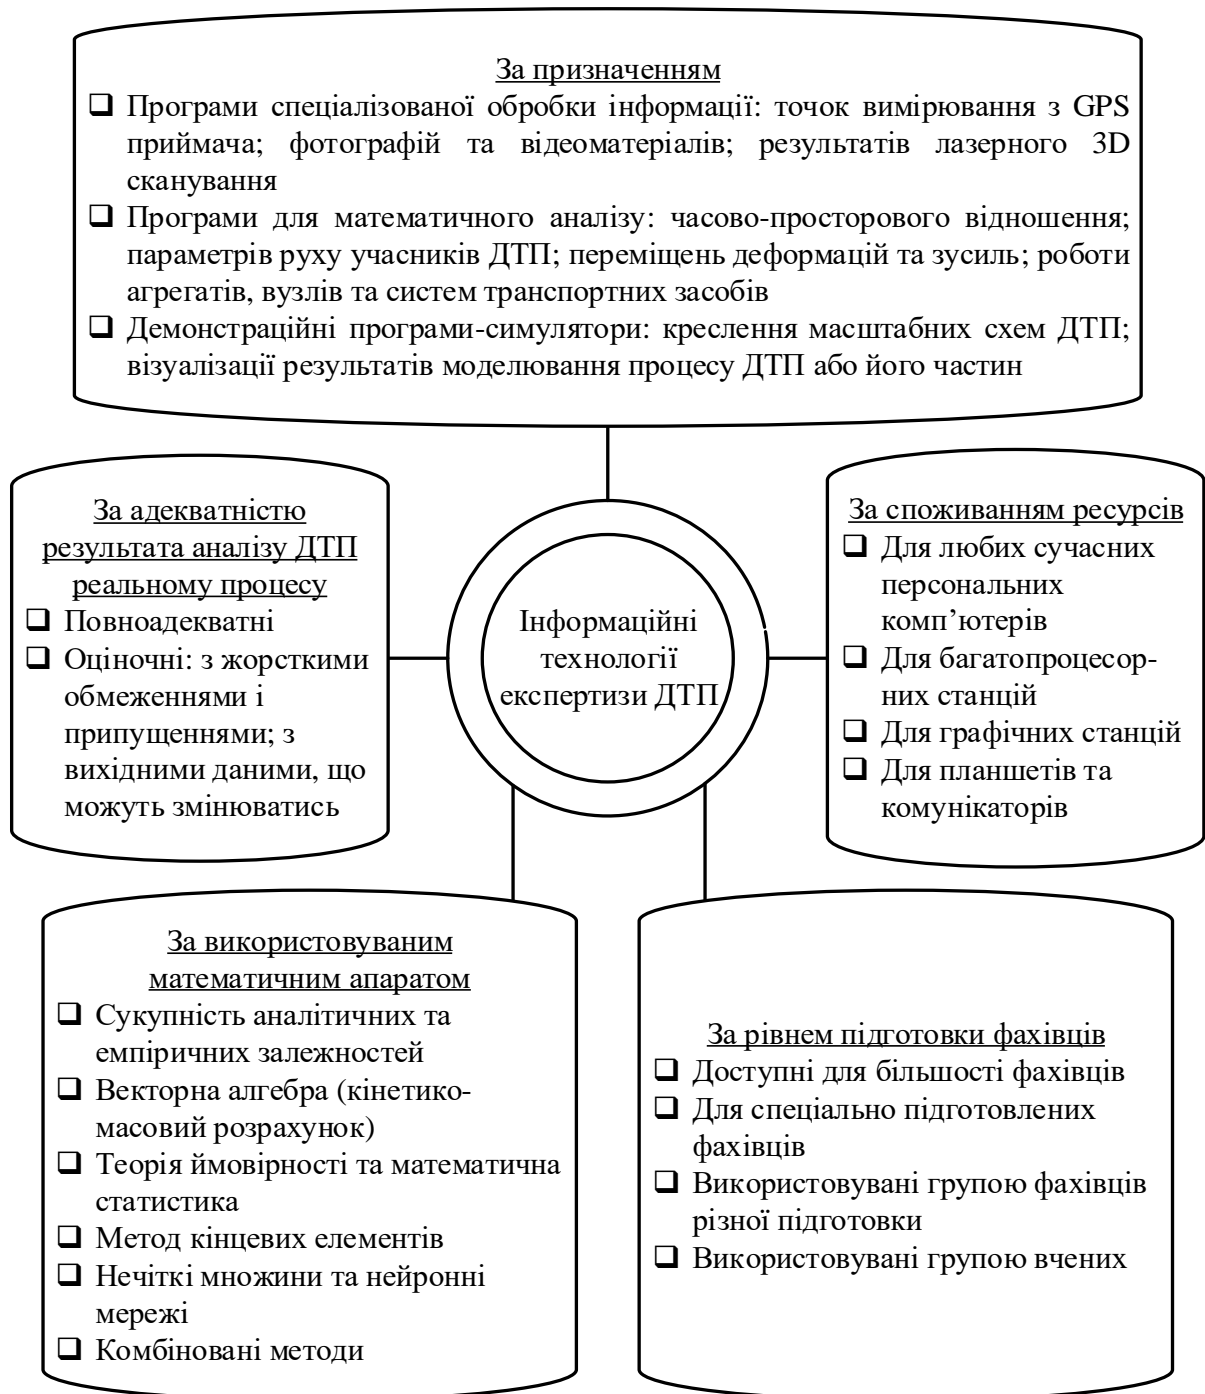 За призначенням
❑ Програми спеціалізованої обробки інформації: точок вимірювання з GPS
приймача; фотографій та відеоматеріалів; результатів лазерного 3D
сканування
❑ Програми для математичного аналізу: часово-просторового відношення;
параметрів руху учасників ДТП; переміщень деформацій та зусиль; роботи
агрегатів, вузлів та систем транспортних засобів
❑ Демонстраційні програми-симулятори: креслення масштабних схем ДТП;
візуалізації результатів моделювання процесу ДТП або його частин
За адекватністю
результата аналізу ДТП
реальному процесу
❑ Повноадекватні
❑ Оціночні: з жорсткими
обмеженнями і
припущеннями; з
вихідними даними, що
можуть змінюватись
Інформаційні
технології
експертизи ДТП
За споживанням ресурсів
❑ Для любих сучасних
персональних
комп’ютерів
❑ Для багатопроцесор-
них станцій
❑ Для графічних станцій
❑ Для планшетів та
комунікаторів
За використовуваним
математичним апаратом
❑ Сукупність аналітичних та
емпіричних залежностей
❑ Векторна алгебра (кінетико-
масовий розрахунок)
❑ Теорія ймовірності та математична
статистика
❑ Метод кінцевих елементів
❑ Нечіткі множини та нейронні
мережі
❑ Комбіновані методи
За рівнем підготовки фахівців
❑ Доступні для більшості фахівців
❑ Для спеціально підготовлених
фахівців
❑ Використовувані групою фахівців
різної підготовки
❑ Використовувані групою вчених